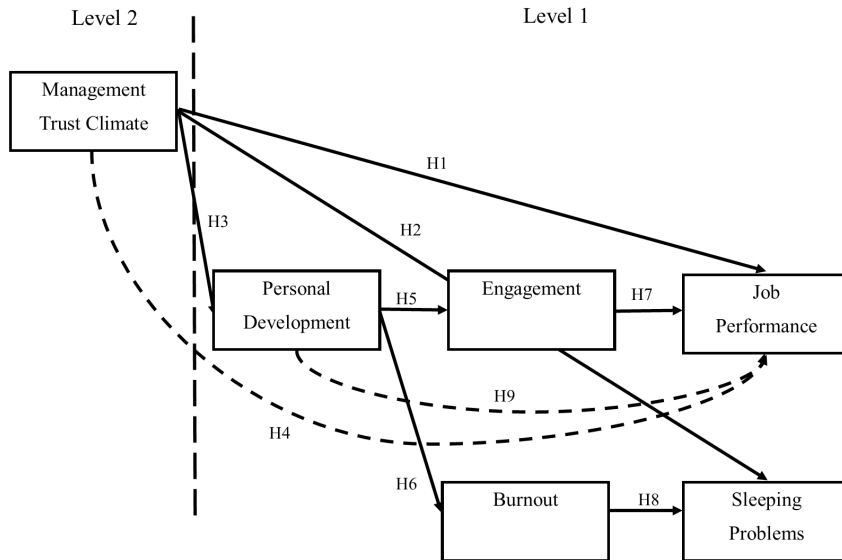 Level 2
Level 1
Management
Trust Climate
H1
H2
H3
Personal
Development
H5
Engagement
H7
Job
Performance
H9
H4
H6
Burnout
H8
Sleeping
Problems